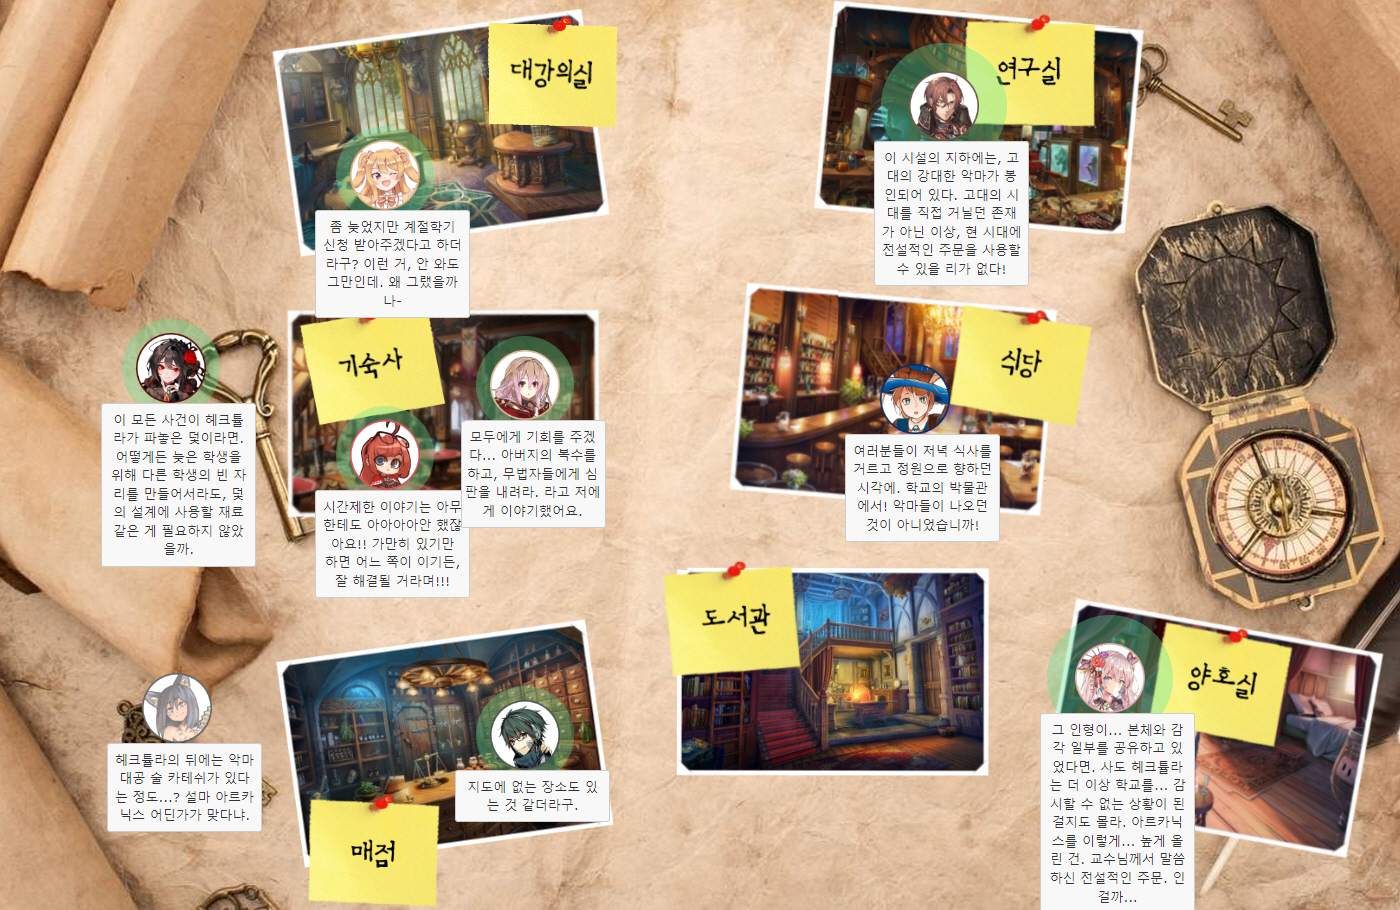 대강의실
좀 늦었지만 계절학기
신청 받아주겠다고 하더
라구? 이런 거, 안 와도
그만인데. 왜 그랬을까
나~
연구실
이 시설의 지하에는, 고
대의 강대한 악마가 봉
인되어 있다. 고대의 시
대를 직접 거닐던 존재
가 아닌 이상, 현 시대에
전설적인 주문을 사용할
수 있을 리가 없다!
이 모든 사건이 헤크튤
라가 파놓은 덫이라면.
어떻게든 늦은 학생을
위해 다른 학생의 빈 자
리를 만들어서라도, 덫
의 설계에 사용할 재료
같은 게 필요하지 않았
을까.
기숙사
시간제한 이야기는 아무
한테도 아아아아안 했잖
아요!! 가만히 있기만
하면 어느 쪽이 이기든,
잘 해결될 거라며!!!
모두에게 기회를 주겠
다... 아버지의 복수를
하고, 무법자들에게 심
판을 내려라. 라고 저에
게 이야기했어요.
식당
여러분들이 저녁 식사를
거르고 정원으로 향하던
시각에. 학교의 박물관
에서! 악마들이 나오던
것이 아니었습니까!
헤크튤라의 뒤에는 악마
대공 술 카테쉬가 있다
는 정도...? 설마 아르카
닉스 어딘가가 맞다냐.
매점
지도에 없는 장소도 있
는 것 같더라구.
도서관
양호실
그 인형이... 본체와 감
각 일부를 공유하고 있
었다면. 사도 헤크튤라
는 더 이상 학교를... 감
시할 수 없는 상황이 된
걸지도 몰라. 아르카닉
스를 이렇게... 높게 올
린 건. 교수님께서 말씀
하신 전설적인 주문. 인
걸까...